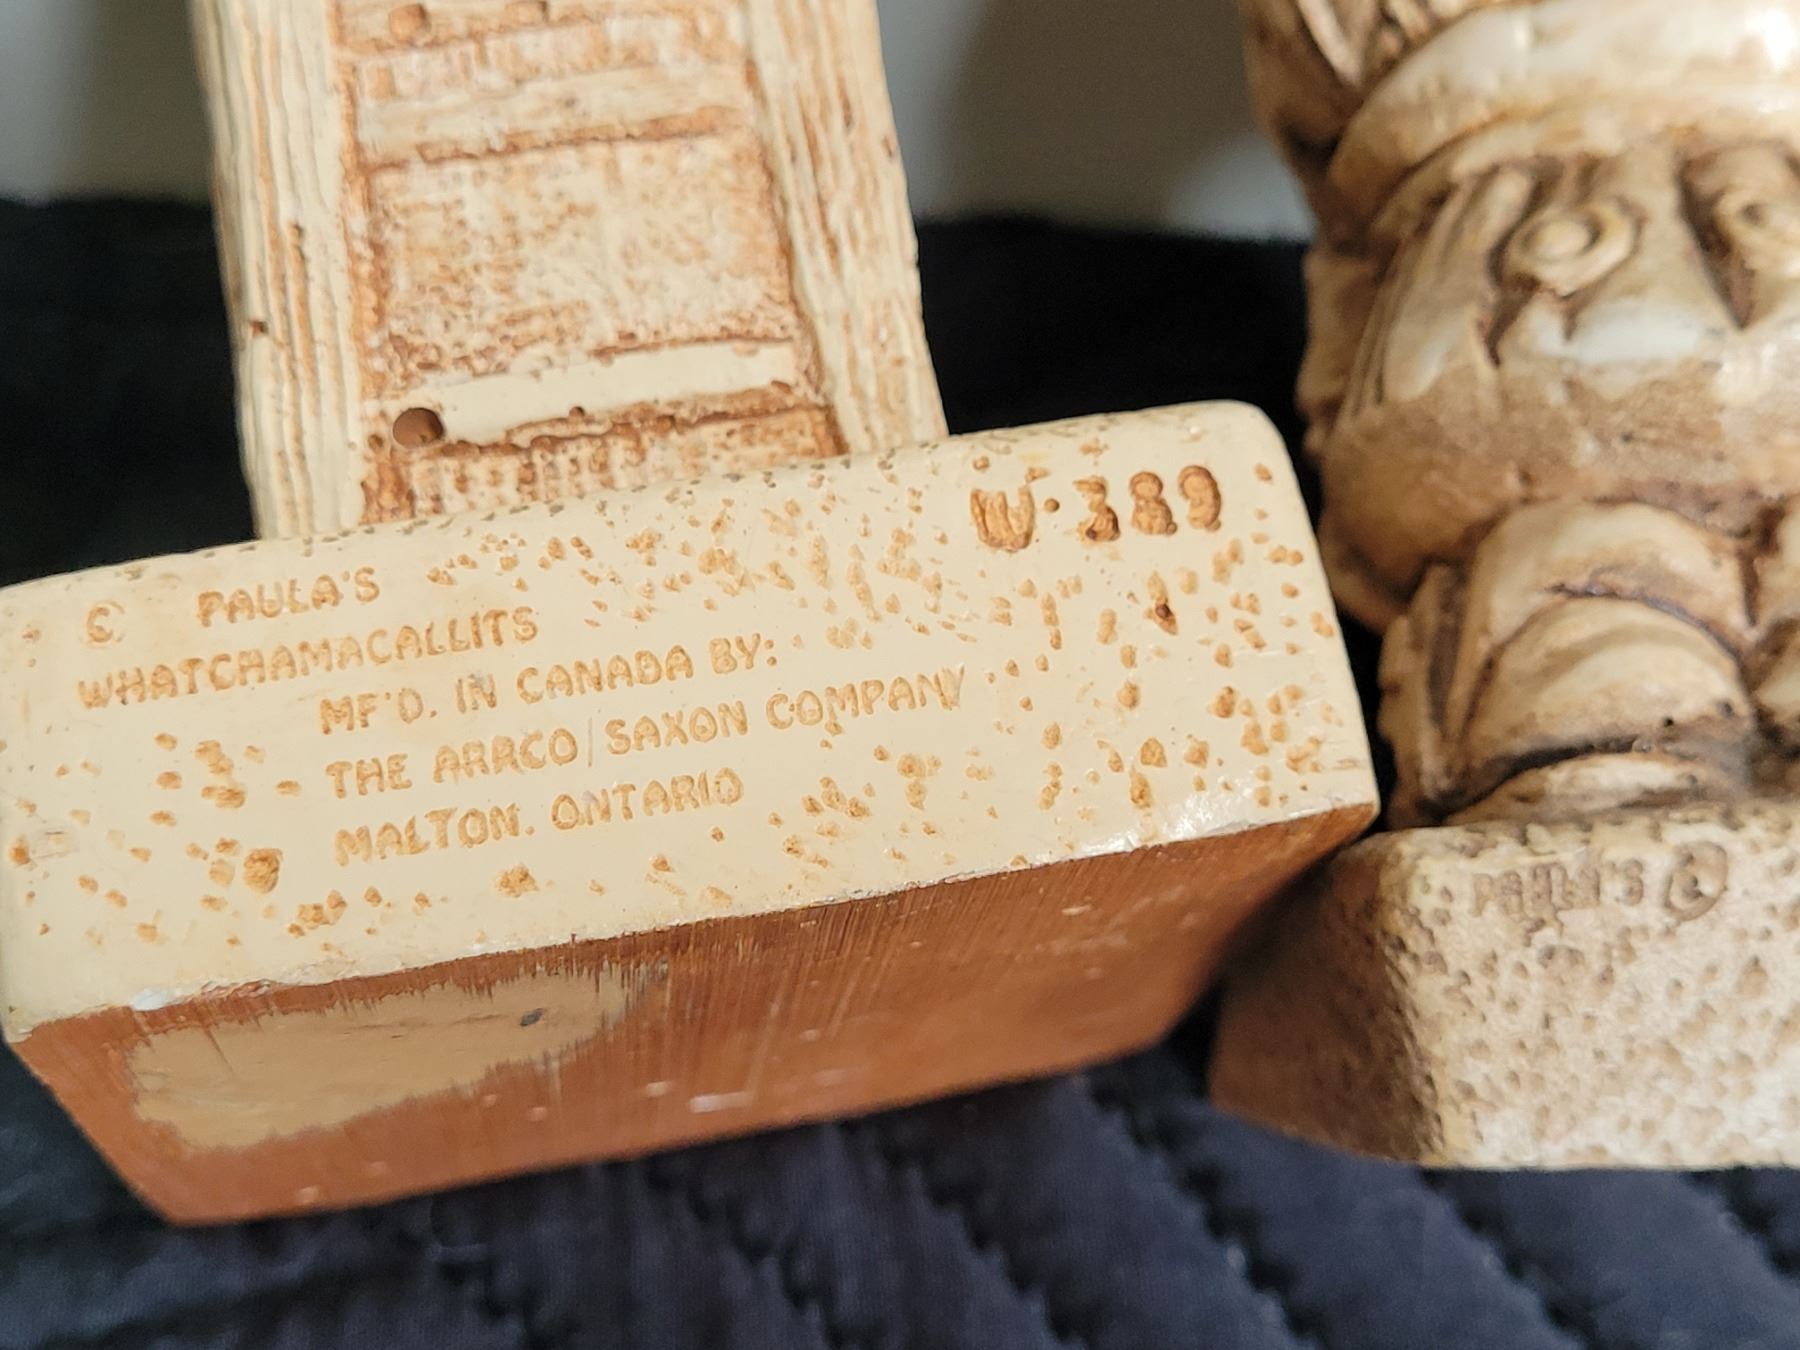 W·389
© PAULA'S
WHATCHAMACALLITS
MF'D. IN CANADA BY:
THE ARRCO/SAXON COMPANY
MALTON. ONTARIO
PAULA'S ©